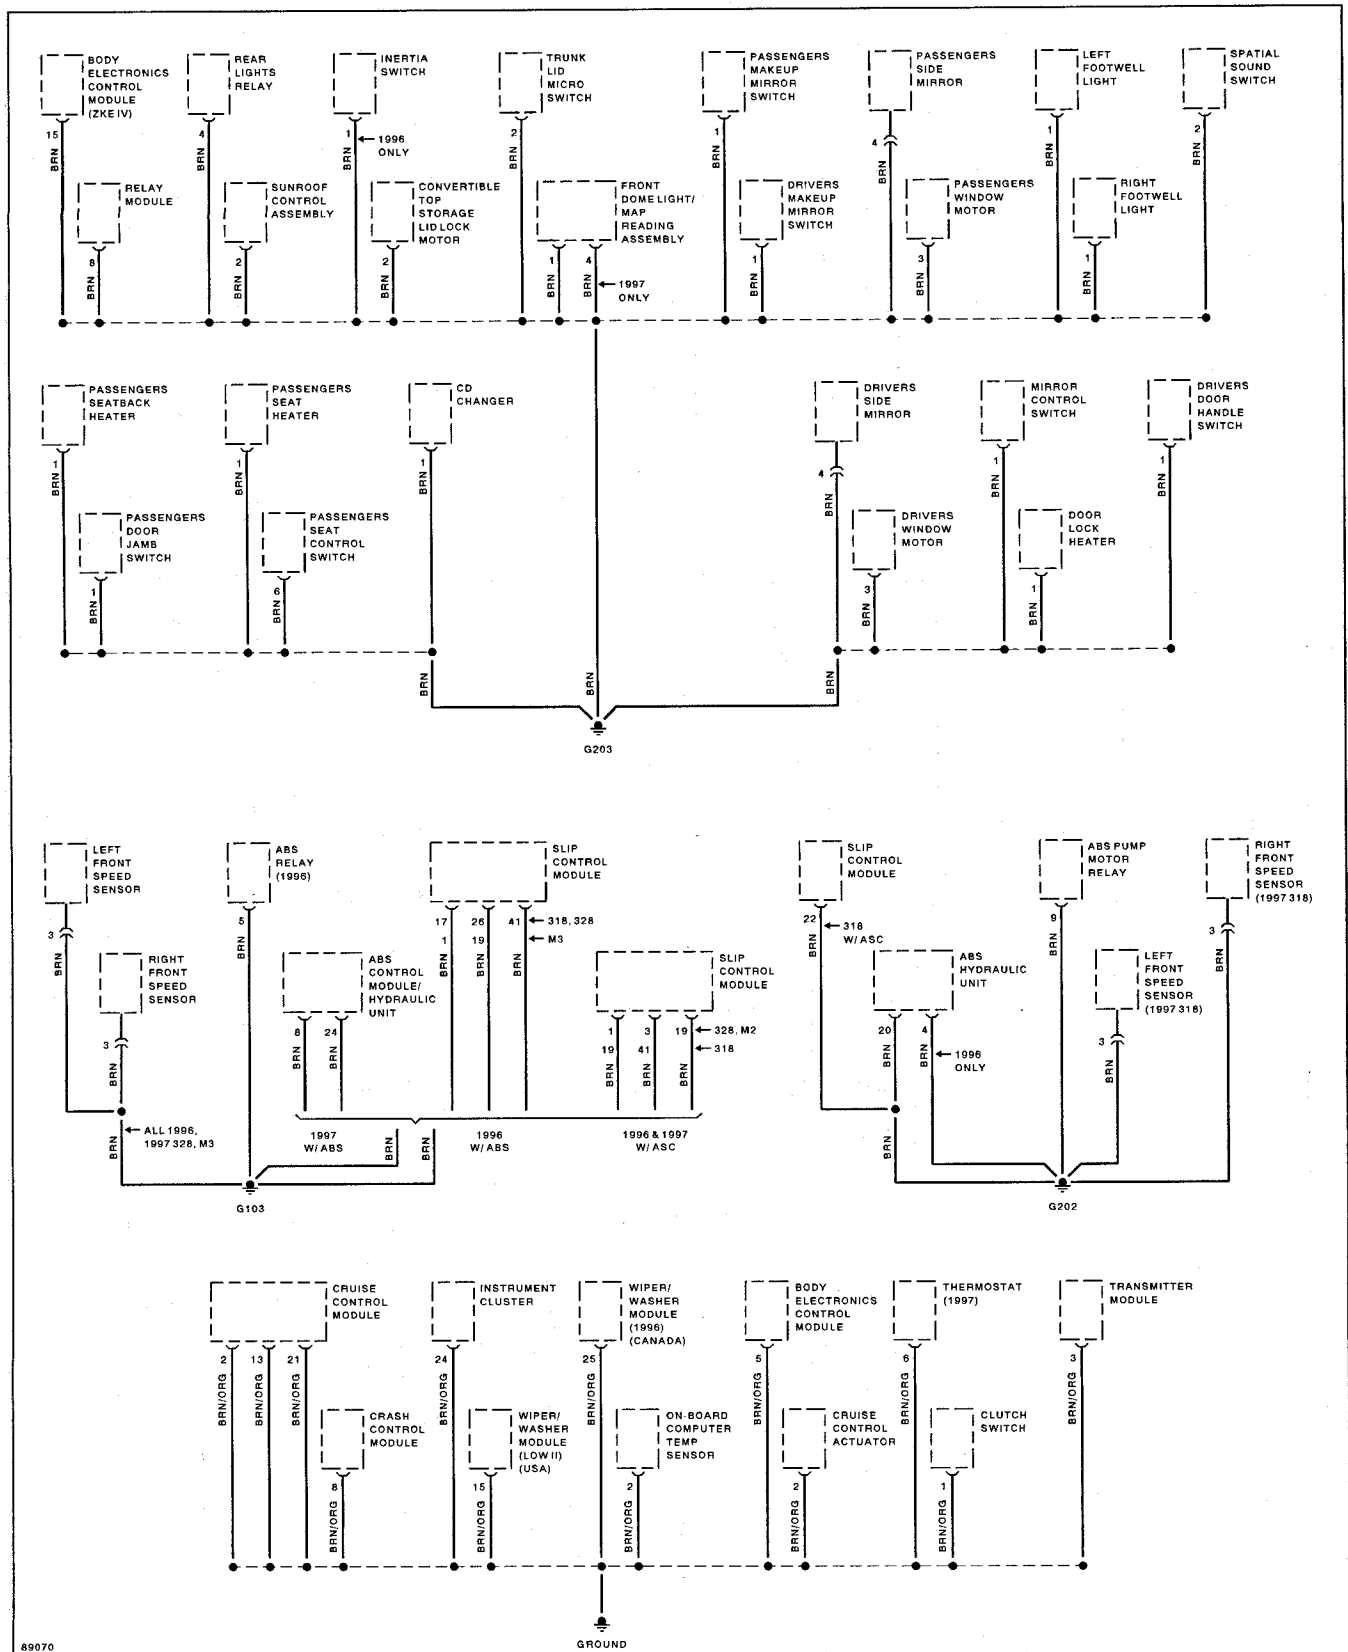 BODY
ELECTRONICS
CONTROL
MODULE
(ZKE IV)
15
BRN
REAR
LIGHTS
RELAY
4
BRN
INERTIA
SWITCH
1
1996
ONLY
BRN
TRUNK
LID
MICRO
SWITCH
2
BRN
PASSENGERS
MAKEUP
MIRROR
SWITCH
1
BRN
PASSENGERS
SIDE
MIRROR
4
BRN
LEFT
FOOTWELL
LIGHT
1
BRN
SPATIAL
SOUND
SWITCH
2
BRN
RELAY
MODULE
8
BRN
SUNROOF
CONTROL
ASSEMBLY
2
BRN
CONVERTIBLE
TOP
STORAGE
LID LOCK
MOTOR
2
BRN
FRONT
DOME LIGHT/
MAP
READING
ASSEMBLY
1
BRN
4
BRN
1997
ONLY
DRIVERS
MAKEUP
MIRROR
SWITCH
1
BRN
PASSENGERS
WINDOW
MOTOR
3
BRN
RIGHT
FOOTWELL
LIGHT
1
BRN
PASSENGERS
SEATBACK
HEATER
1
BRN
PASSENGERS
SEAT
HEATER
1
BRN
CD
CHANGER
1
BRN
DRIVERS
SIDE
MIRROR
4
BRN
MIRROR
CONTROL
SWITCH
1
BRN
DRIVERS
DOOR
HANDLE
SWITCH
1
BRN
PASSENGERS
DOOR
JAMB
SWITCH
1
BRN
PASSENGERS
SEAT
CONTROL
SWITCH
6
BRN
DRIVERS
WINDOW
MOTOR
3
BRN
DOOR
LOCK
HEATER
1
BRN
BRN
BRN
BRN
G203
LEFT
FRONT
SPEED
SENSOR
3
BRN
ABS
RELAY
(1996)
5
BRN
SLIP
CONTROL
MODULE
17
26
41
318, 328
1
19
M3
BRN
BRN
BRN
RIGHT
FRONT
SPEED
SENSOR
3
BRN
ABS
CONTROL
MODULE/
HYDRAULIC
UNIT
8
24
BRN
BRN
SLIP
CONTROL
MODULE
1
3
19
328, M2
19
41
318
BRN
BRN
BRN
ALL 1996,
1997 328, M3
BRN
1997
W/ ABS
BRN
BRN
1996
W/ ABS
1996 & 1997
W/ ASC
G103
SLIP
CONTROL
MODULE
22
318
W/ ASC
BRN
ABS PUMP
MOTOR
RELAY
9
BRN
RIGHT
FRONT
SPEED
SENSOR
(1997 318)
3
BRN
ABS
HYDRAULIC
UNIT
20
4
BRN
BRN
1996
ONLY
LEFT
FRONT
SPEED
SENSOR
(1997 318)
3
BRN
BRN
G202
CRUISE
CONTROL
MODULE
2
13
21
BRN/ORG
BRN/ORG
BRN/ORG
INSTRUMENT
CLUSTER
24
BRN/ORG
WIPER/
WASHER
MODULE
(1996)
(CANADA)
25
BRN/ORG
BODY
ELECTRONICS
CONTROL
MODULE
5
BRN/ORG
THERMOSTAT
(1997)
6
BRN/ORG
TRANSMITTER
MODULE
3
BRN/ORG
CRASH
CONTROL
MODULE
8
BRN/ORG
WIPER/
WASHER
MODULE
(LOW II)
(USA)
15
BRN/ORG
ON-BOARD
COMPUTER
TEMP
SENSOR
2
BRN/ORG
CRUISE
CONTROL
ACTUATOR
2
BRN/ORG
CLUTCH
SWITCH
1
BRN/ORG
GROUND
89070